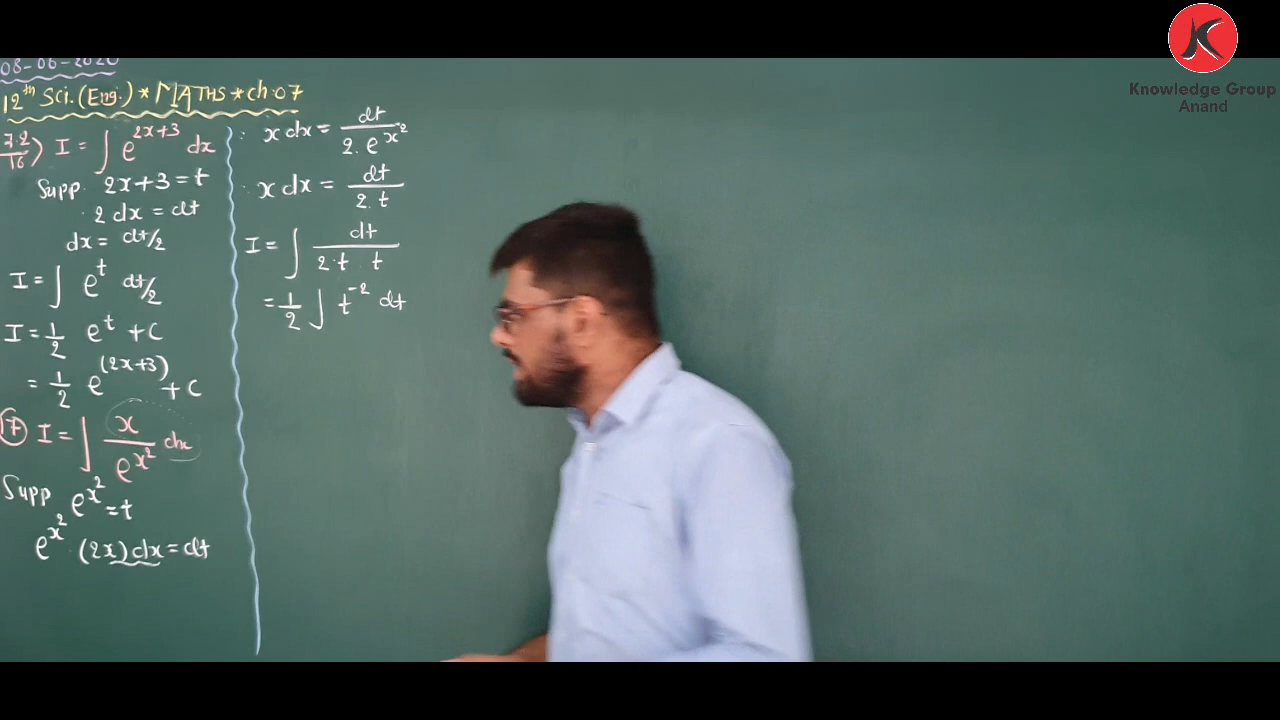 08-06-2020
12th Sci.(Eng.) * MATHS * ch.07
7.2/16) I = ∫ e^(2x+3) dx
Supp 2x+3 = t
2 dx = dt
dx = dt/2
I = ∫ e^t dt/2
I = 1/2 e^t + c
= 1/2 e^(2x+3) + c
17 I = ∫ x/e^x² dx
Supp e^x² = t
e^x² (2x) dx = dt
x dx = dt/2.e^x²
x dx = dt/2.t
I = ∫ dt/2.t t
= 1/2 ∫ t^-2 dt
K
Knowledge Group
Anand